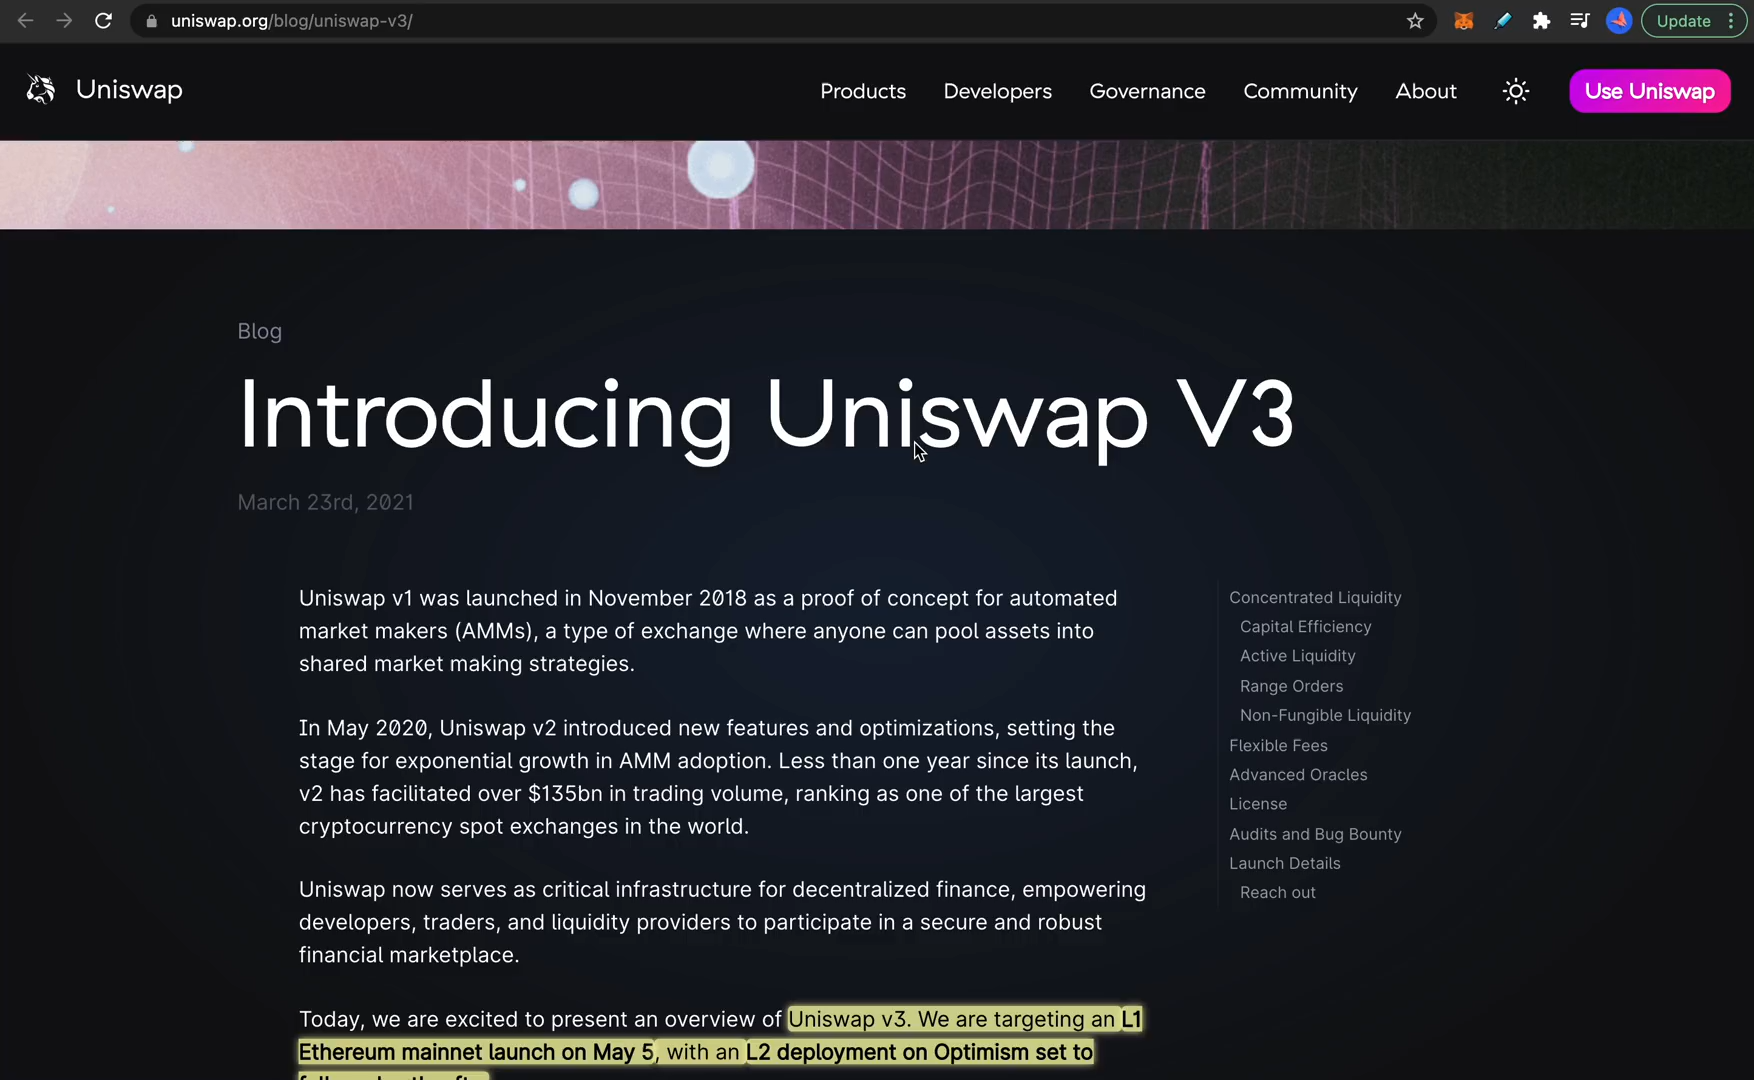 uniswap.org/blog/uniswap-v3/
Update
Uniswap
Products
Developers
Governance
Community
About
Use Uniswap
Blog
Introducing Uniswap V3
March 23rd, 2021
Uniswap v1 was launched in November 2018 as a proof of concept for automated
market makers (AMMs), a type of exchange where anyone can pool assets into
shared market making strategies.
In May 2020, Uniswap v2 introduced new features and optimizations, setting the
stage for exponential growth in AMM adoption. Less than one year since its launch,
v2 has facilitated over $135bn in trading volume, ranking as one of the largest
cryptocurrency spot exchanges in the world.
Uniswap now serves as critical infrastructure for decentralized finance, empowering
developers, traders, and liquidity providers to participate in a secure and robust
financial marketplace.
Today, we are excited to present an overview of Uniswap v3. We are targeting an L1
Ethereum mainnet launch on May 5, with an L2 deployment on Optimism set to
Concentrated Liquidity
Capital Efficiency
Active Liquidity
Range Orders
Non-Fungible Liquidity
Flexible Fees
Advanced Oracles
License
Audits and Bug Bounty
Launch Details
Reach out